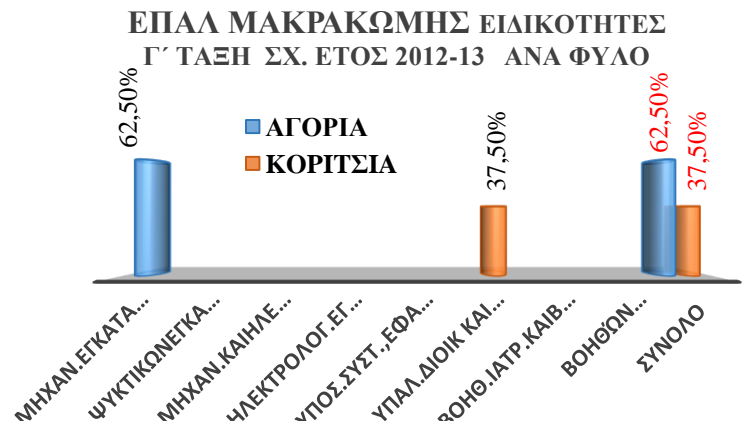 ΕΠΑΛ ΜΑΚΡΑΚΩΜΗΣ ΕΙΔΙΚΟΤΗΤΕΣ
Γ΄ ΤΑΞΗ ΣΧ. ΕΤΟΣ 2012-13 ΑΝΑ ΦΥΛΟ
62,50%
37,50%
62,50%
37,50%
ΑΓΟΡΙΑ
ΚΟΡΙΤΣΙΑ
ΜΗΧΑΝ.ΕΓΚΑΤΑ...
ΨΥΚΤΙΚΩΝΕΓΚΑ...
ΜΗΧΑΝ.ΚΑΙΗΛΕ...
ΗΛΕΚΤΡΟΛΟΓ.ΕΓ...
ΥΠΟΣ.ΣΥΣΤ.,ΕΦΑ...
ΥΠΑΛ.ΔΙΟΙΚ ΚΑΙ...
ΒΟΗΘ.ΙΑΤΡ.ΚΑΙΒ...
ΒΟΗΘΩΝ...
ΣΥΝΟΛΟ